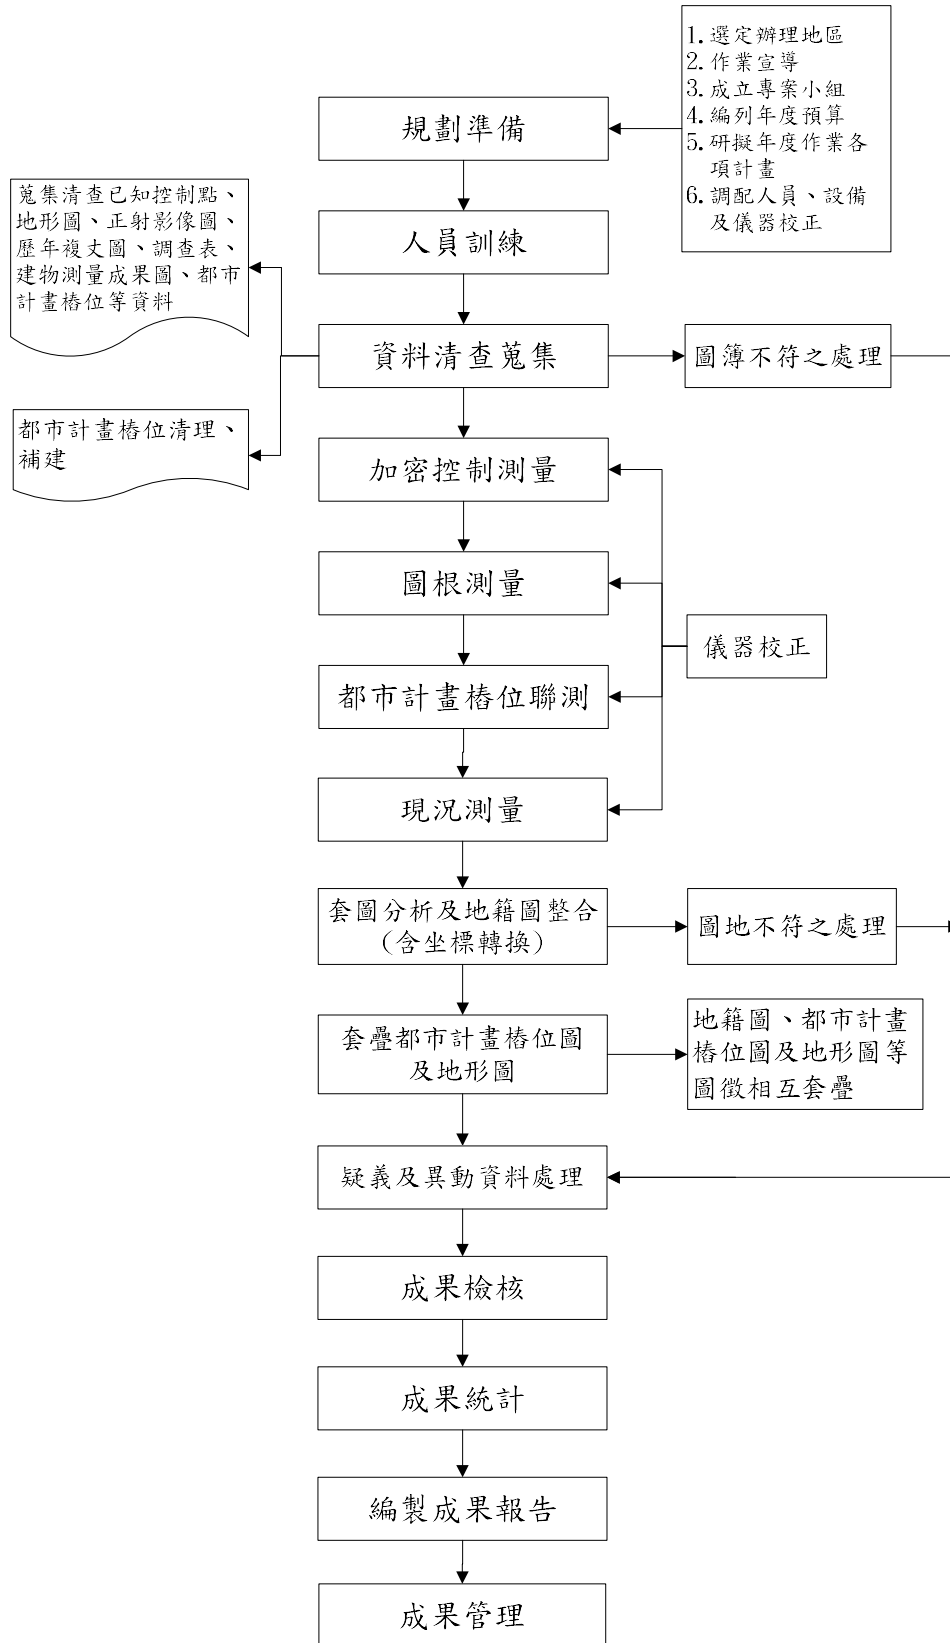 1. 選定辦理地區
2. 作業宣導
3. 成立專案小組
4. 編列年度預算
5. 研擬年度作業各
項計畫
6. 調配人員、設備
及儀器校正
規劃準備
人員訓練
蒐集清查已知控制點、
地形圖、正射影像圖、
歷年複丈圖、調查表、
建物測量成果圖、都市
計畫樁位等資料
資料清查蒐集
圖簿不符之處理
都市計畫樁位清理、
補建
加密控制測量
圖根測量
儀器校正
都市計畫樁位聯測
現況測量
套圖分析及地籍圖整合
(含坐標轉換)
圖地不符之處理
套疊都市計畫樁位圖
及地形圖
地籍圖、都市計畫
樁位圖及地形圖等
圖徵相互套疊
疑義及異動資料處理
成果檢核
成果統計
編製成果報告
成果管理